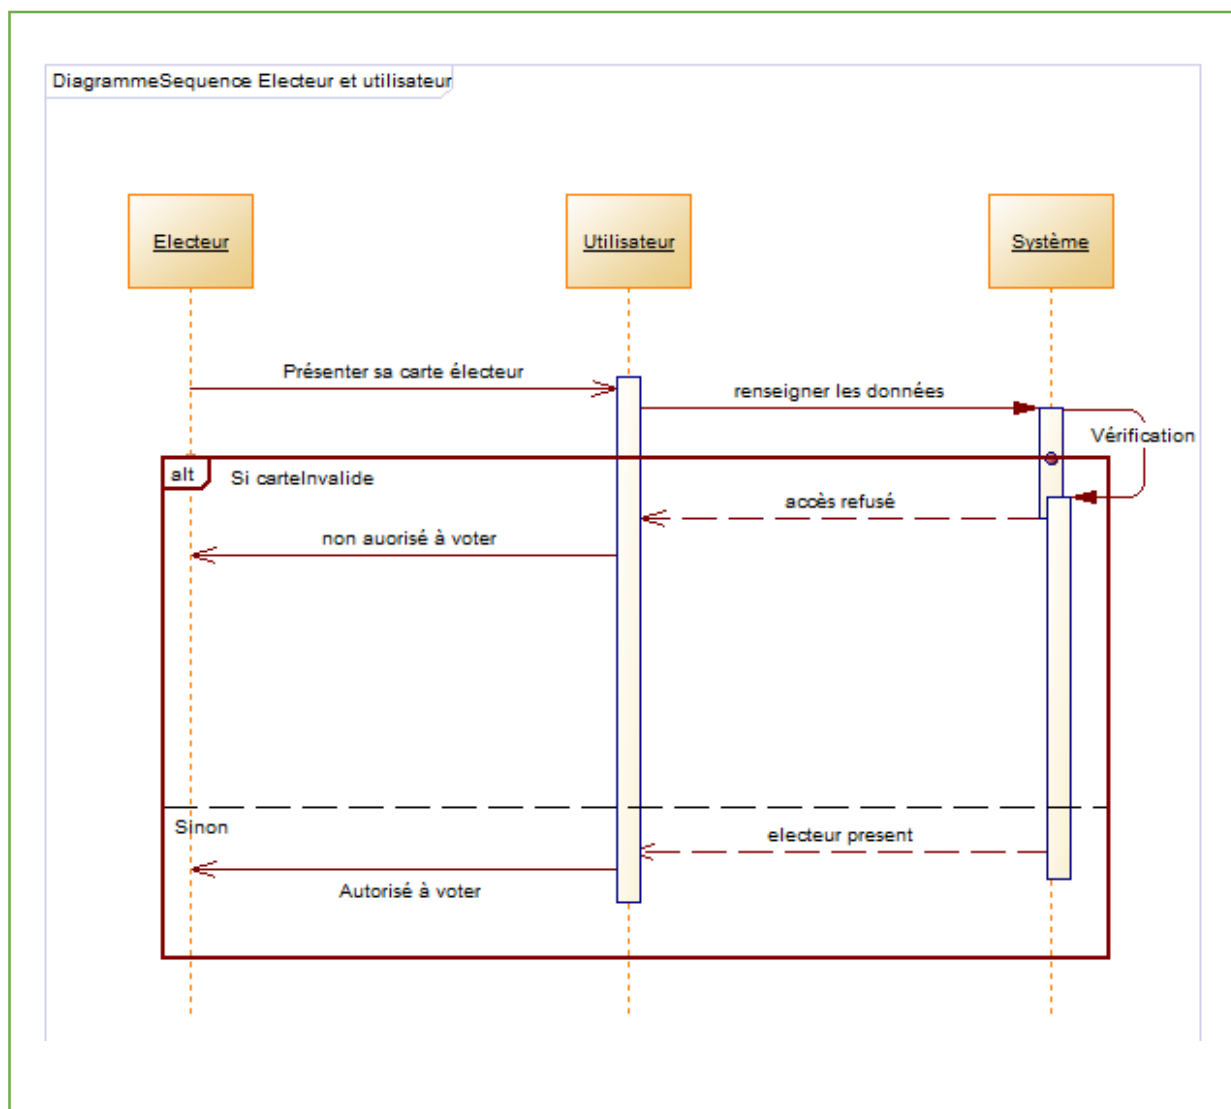 DiagrammeSequence Electeur et utilisateur
Electeur
Utilisateur
Système
Présenter sa carte électeur
renseigner les données
Vérification
alt
Si carteInvalide
accès refusé
non auorisé à voter
Sinon
electeur present
Autorisé à voter